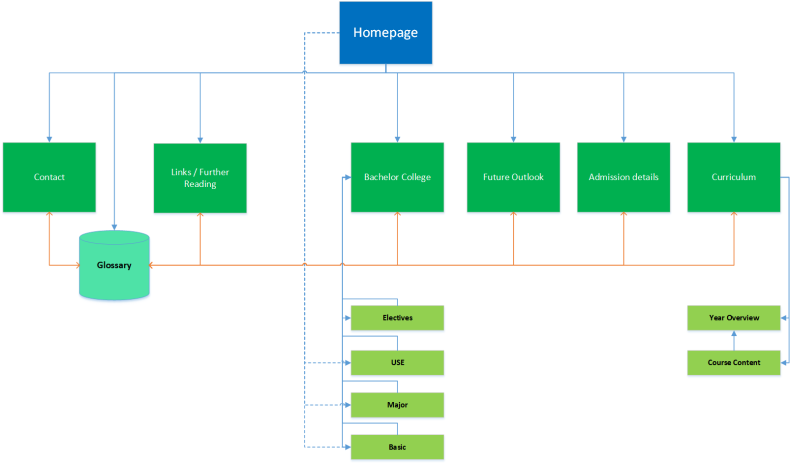 Homepage
Contact
Links / Further
Reading
Bachelor College
Future Outlook
Admission details
Curriculum
Glossary
Electives
Year Overview
USE
Course Content
Major
Basic